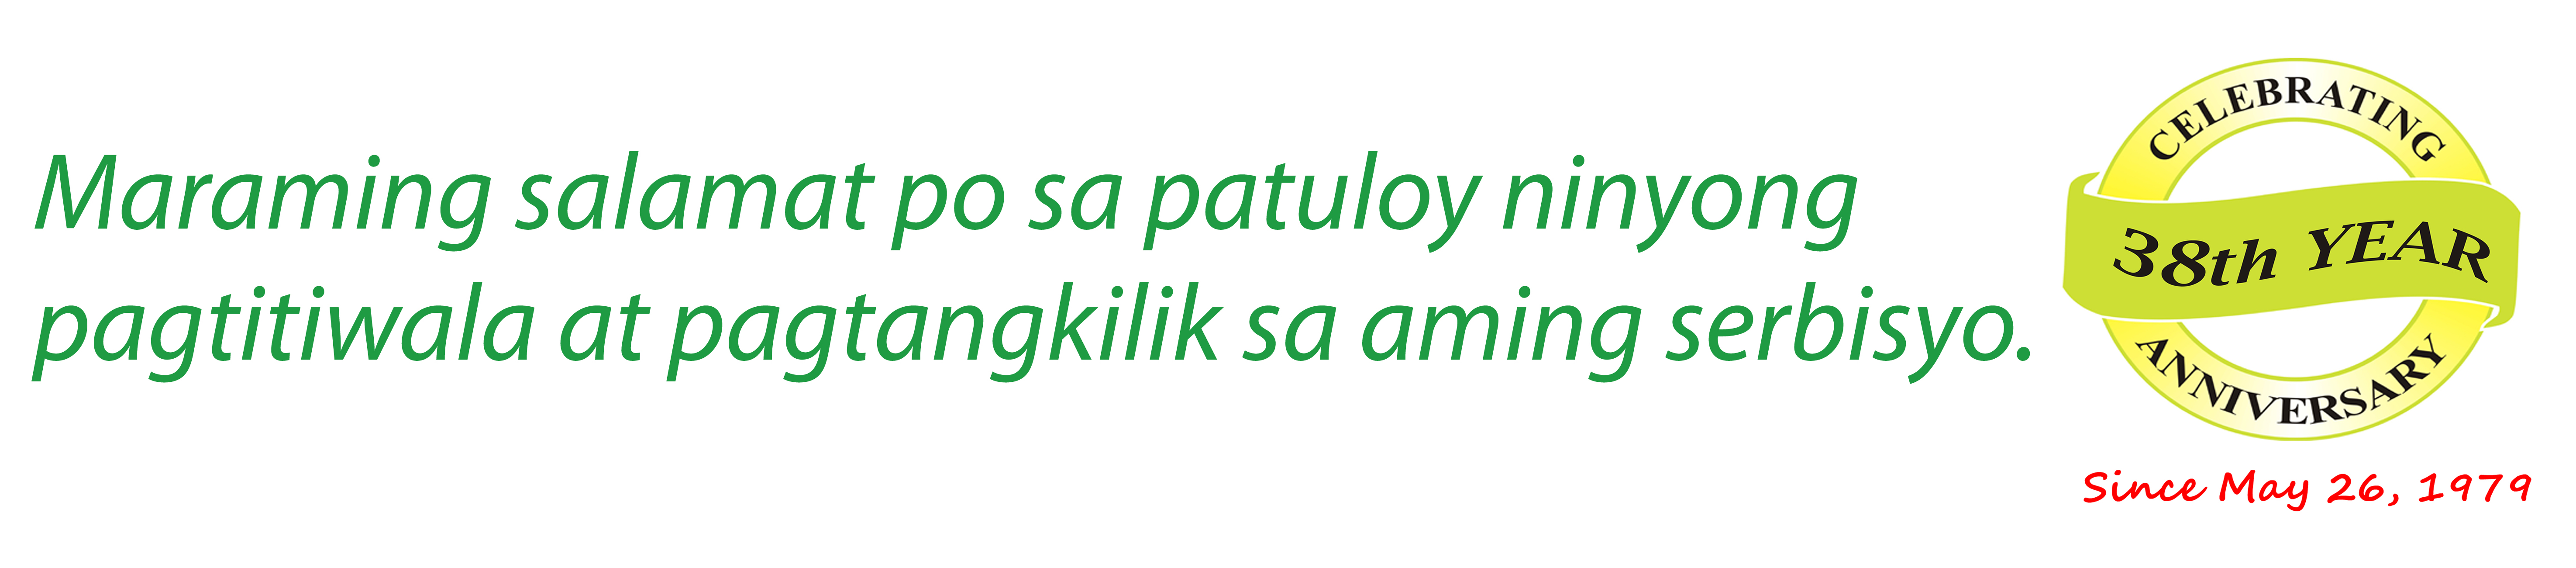 Maraming salamat po sa patuloy ninyong
pagtitiwala at pagtangkilik sa aming serbisyo.
CELEBRATING
38th YEAR
ANNIVERSARY
Since May 26, 1979